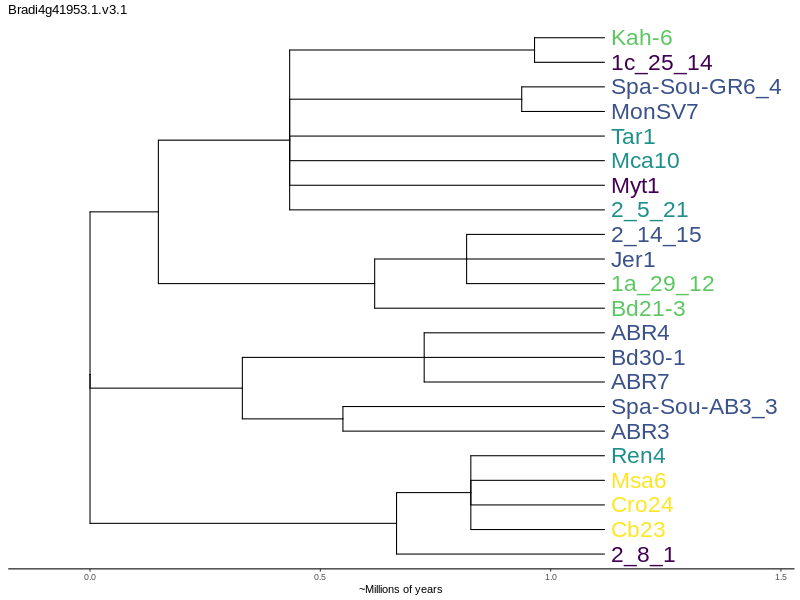 Bradi4g41953.1.v3.1
Kah-6
1c_25_14
Spa-Sou-GR6_4
MonSV7
Tar1
Mca10
Myt1
2_5_21
2_14_15
Jer1
1a_29_12
Bd21-3
ABR4
Bd30-1
ABR7
Spa-Sou-AB3_3
ABR3
Ren4
Msa6
Cro24
Cb23
2_8_1
0.0 0.5 1.0 1.5
~Millions of years